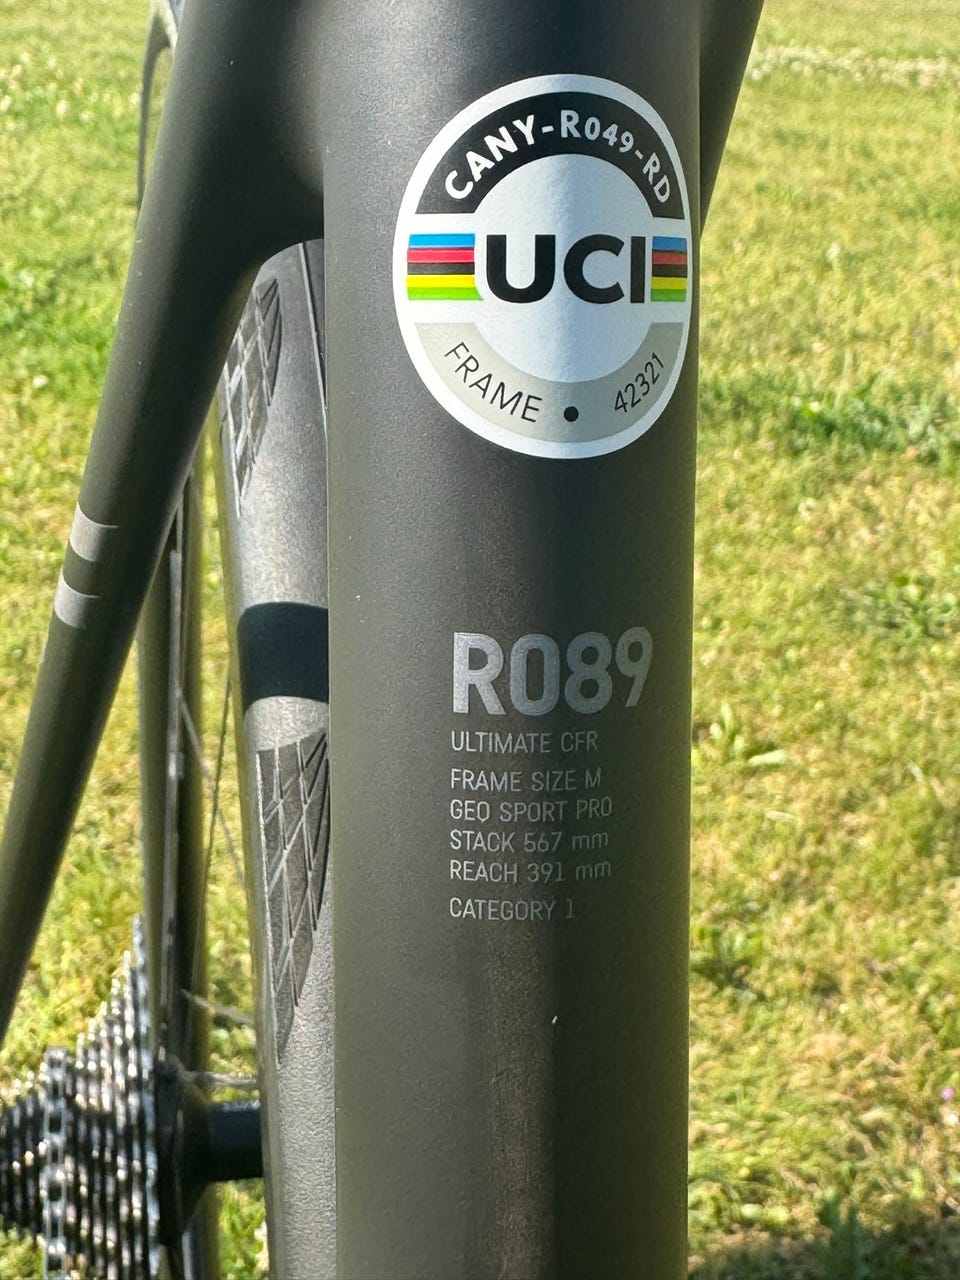 CANY-R049-RD
UCI
FRAME • 42321
R089
ULTIMATE CFR
FRAME SIZE M
GEO SPORT PRO
STACK 567 mm
REACH 391 mm
CATEGORY 1